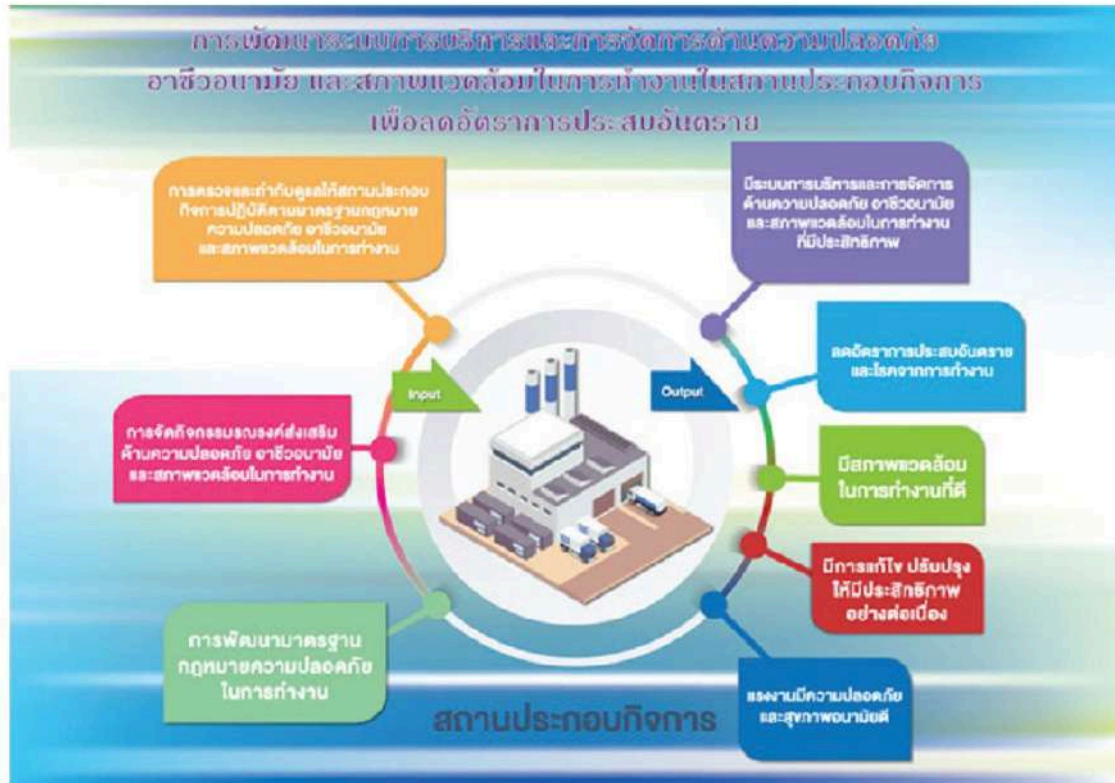 การพัฒนาระบบการบริหารและการจัดการด้านความปลอดภัย
อาชีวอนามัย และสภาพแวดล้อมในการทำงานในสถานประกอบกิจการ
เพื่อลดอัตราการประสบอันตราย
การตรวจและกำกับดูแลให้สถานประกอบ
กิจการปฏิบัติตามมาตรฐานกฎหมาย
ความปลอดภัย อาชีวอนามัย
และสภาพแวดล้อมในการทำงาน
การจัดกิจกรรมรณรงค์ส่งเสริม
ด้านความปลอดภัย อาชีวอนามัย
และสภาพแวดล้อมในการทำงาน
การพัฒนามาตรฐาน
กฎหมายความปลอดภัย
ในการทำงาน
Input
Output
มีระบบการบริหารและการจัดการ
ด้านความปลอดภัย อาชีวอนามัย
และสภาพแวดล้อมในการทำงาน
ที่มีประสิทธิภาพ
ลดอัตราการประสบอันตราย
และโรคจากการทำงาน
มีสภาพแวดล้อม
ในการทำงานที่ดี
มีการแก้ไข ปรับปรุง
ให้มีประสิทธิภาพ
อย่างต่อเนื่อง
แรงงานมีความปลอดภัย
และสุขภาพอนามัยดี
สถานประกอบกิจการ